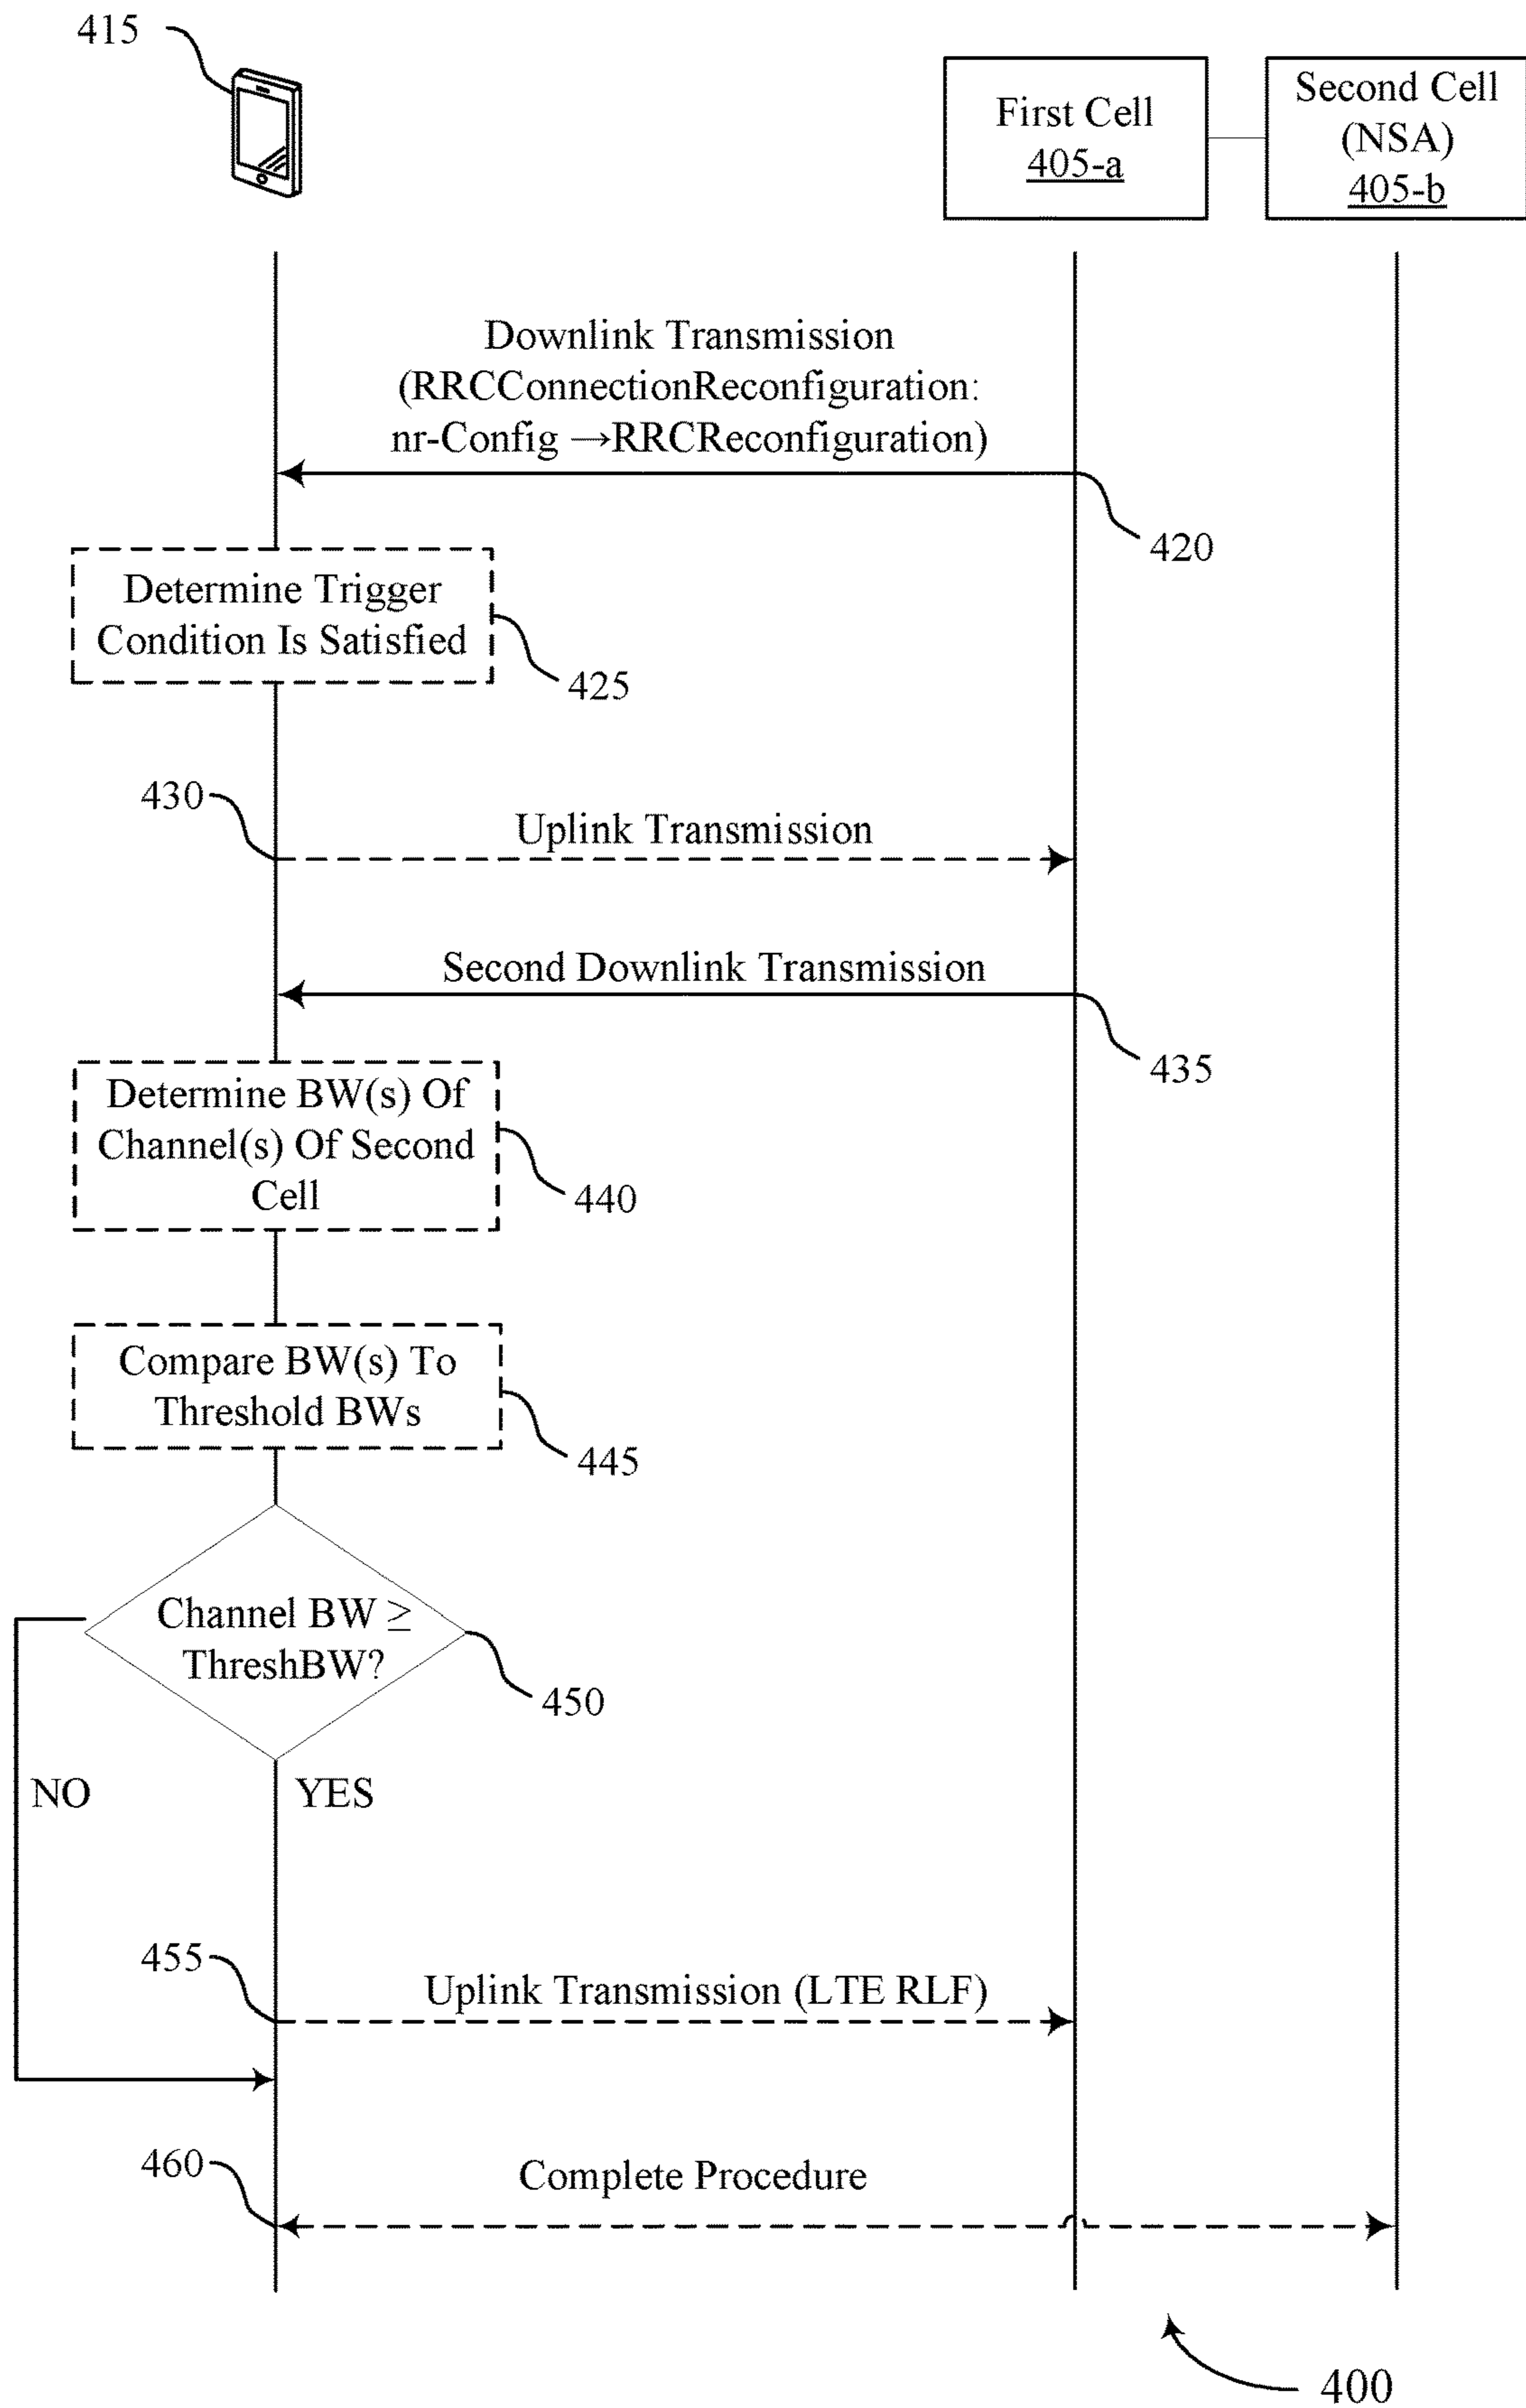 415
First Cell
405-a
Second Cell
(NSA)
405-b
Downlink Transmission
(RRCConnectionReconfiguration:
nr-Config →RRCReconfiguration)
420
Determine Trigger
Condition Is Satisfied
425
430
Uplink Transmission
Second Downlink Transmission
435
Determine BW(s) Of
Channel(s) Of Second
Cell
440
Compare BW(s) To
Threshold BWs
445
Channel BW ≥
ThreshBW?
450
NO
YES
455
Uplink Transmission (LTE RLF)
460
Complete Procedure
400